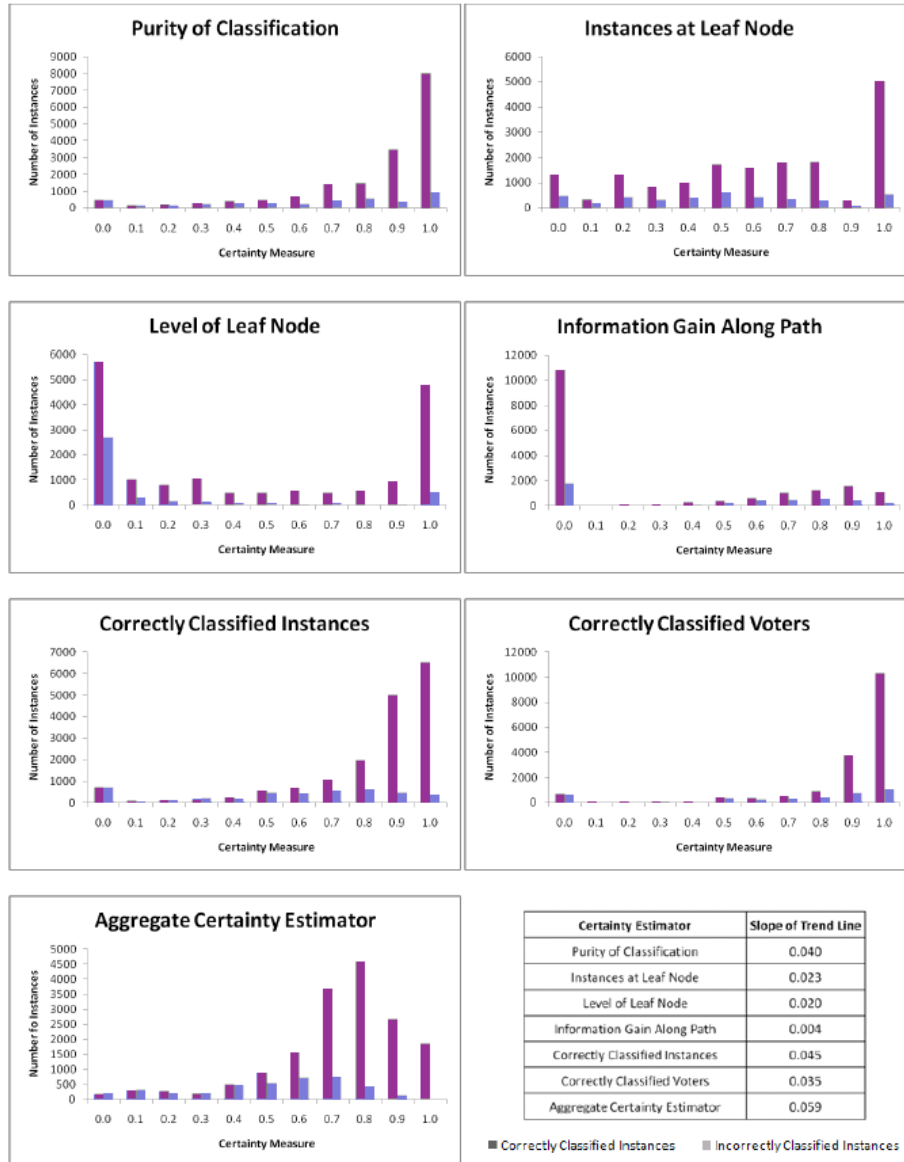 Purity of Classification
Number of Instances
9000
8000
7000
6000
5000
4000
3000
2000
1000
0
0.0 0.1 0.2 0.3 0.4 0.5 0.6 0.7 0.8 0.9 1.0
Certainty Measure
Instances at Leaf Node
Number of Instances
6000
5000
4000
3000
2000
1000
0
0.0 0.1 0.2 0.3 0.4 0.5 0.6 0.7 0.8 0.9 1.0
Certainty Measure
Level of Leaf Node
Number of Instances
6000
5000
4000
3000
2000
1000
0
0.0 0.1 0.2 0.3 0.4 0.5 0.6 0.7 0.8 0.9 1.0
Certainty Measure
Information Gain Along Path
Number of Instances
12000
10000
8000
6000
4000
2000
0
0.0 0.1 0.2 0.3 0.4 0.5 0.6 0.7 0.8 0.9 1.0
Certainty Measure
Correctly Classified Instances
Number of Instances
7000
6000
5000
4000
3000
2000
1000
0
0.0 0.1 0.2 0.3 0.4 0.5 0.6 0.7 0.8 0.9 1.0
Certainty Measure
Correctly Classified Voters
Number of Instances
12000
10000
8000
6000
4000
2000
0
0.0 0.1 0.2 0.3 0.4 0.5 0.6 0.7 0.8 0.9 1.0
Certainty Measure
Aggregate Certainty Estimator
Number fo Instances
5000
4500
4000
3500
3000
2500
2000
1500
1000
500
0
0.0 0.1 0.2 0.3 0.4 0.5 0.6 0.7 0.8 0.9 1.0
Certainty Measure
Certainty Estimator Slope of Trend Line
Purity of Classification 0.040
Instances at Leaf Node 0.023
Level of Leaf Node 0.020
Information Gain Along Path 0.004
Correctly Classified Instances 0.045
Correctly Classified Voters 0.035
Aggregate Certainty Estimator 0.059
Correctly Classified Instances Incorrectly Classified Instances